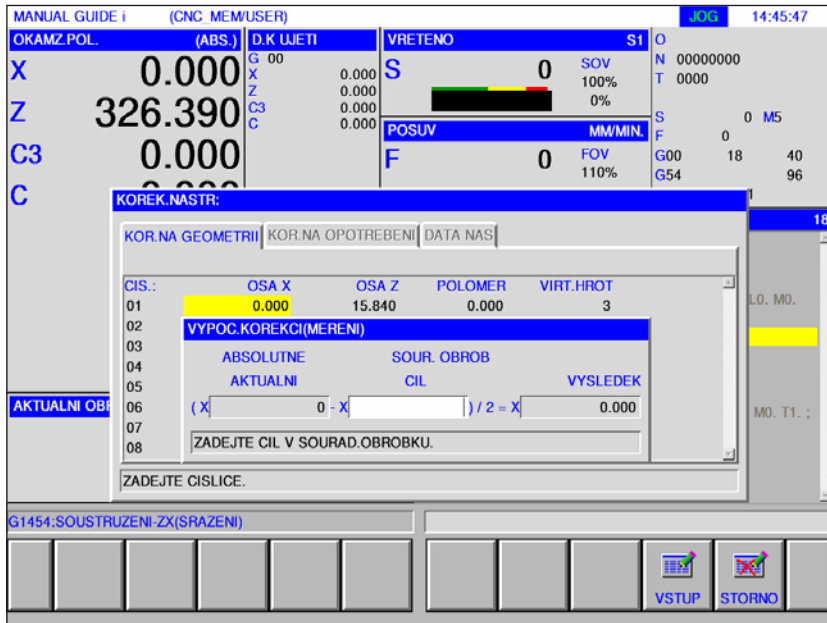 MANUAL GUIDE i (CNC_MEM/USER) JOG 14:45:47
OKAMZ.POL. (ABS.) D.K UJETI VRETENO S1 O
X 0.000 G 00 S 0 SOV N 00000000
X 0.000 100% T 0000
Z 326.390 Z 0.000 0%
C3 0.000
C 0.000 POSUV MM/MIN. S 0 M5
C3 0.000 F 0 FOV F 0
110% G00 18 40
C G54 96
KOREK.NASTR:
KOR.NA GEOMETRII KOR.NA OPOTREBENI DATA NAS
CIS.: OSA X OSA Z POLOMER VIRT.HROT
01 0.000 15.840 0.000 3
L0. M0.
02 VYPOC.KOREKCI(MERENI)
03
04 ABSOLUTNE SOUR. OBROB
05 AKTUALNI CIL VYSLEDEK
AKTUALNI 06 ( X 0 - X ) / 2 = X 0.000
07 M0. T1. ;
08 ZADEJTE CIL V SOURAD.OBROBKU.
ZADEJTE CISLICE.
G1454:SOUSTRUZENI-ZX(SRAZENI)
VSTUP STORNO